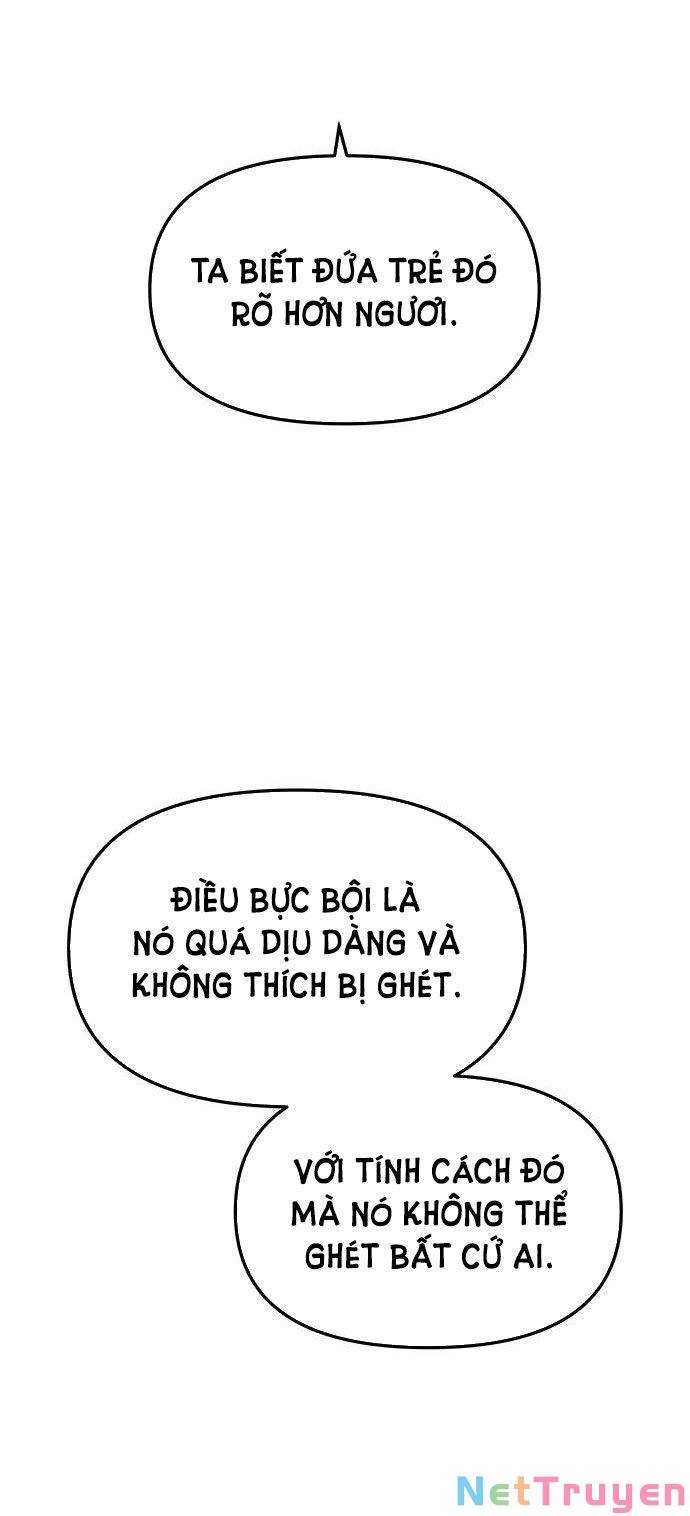 TA BIẾT ĐỨA TRẺ ĐÓ
RÕ HƠN NGƯƠI.
ĐIỀU BỰC BỘI LÀ
NÓ QUÁ DỊU DÀNG VÀ
KHÔNG THÍCH BỊ GHÉT.
VỚI TÍNH CÁCH ĐÓ
MÀ NÓ KHÔNG THỂ
GHÉT BẤT CỨ AI.
NetTruyen